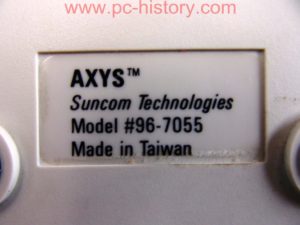 www.pc-history.com
AXYS™
Suncom Technologies
Model #96-7055
Made in Taiwan